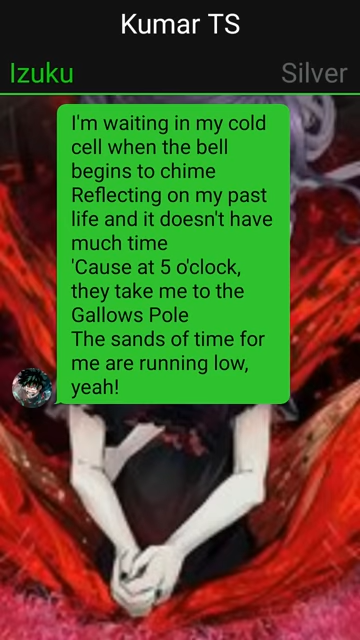 Kumar TS
Izuku
Silver
I'm waiting in my cold
cell when the bell
begins to chime
Reflecting on my past
life and it doesn't have
much time
'Cause at 5 o'clock,
they take me to the
Gallows Pole
The sands of time for
me are running low,
yeah!